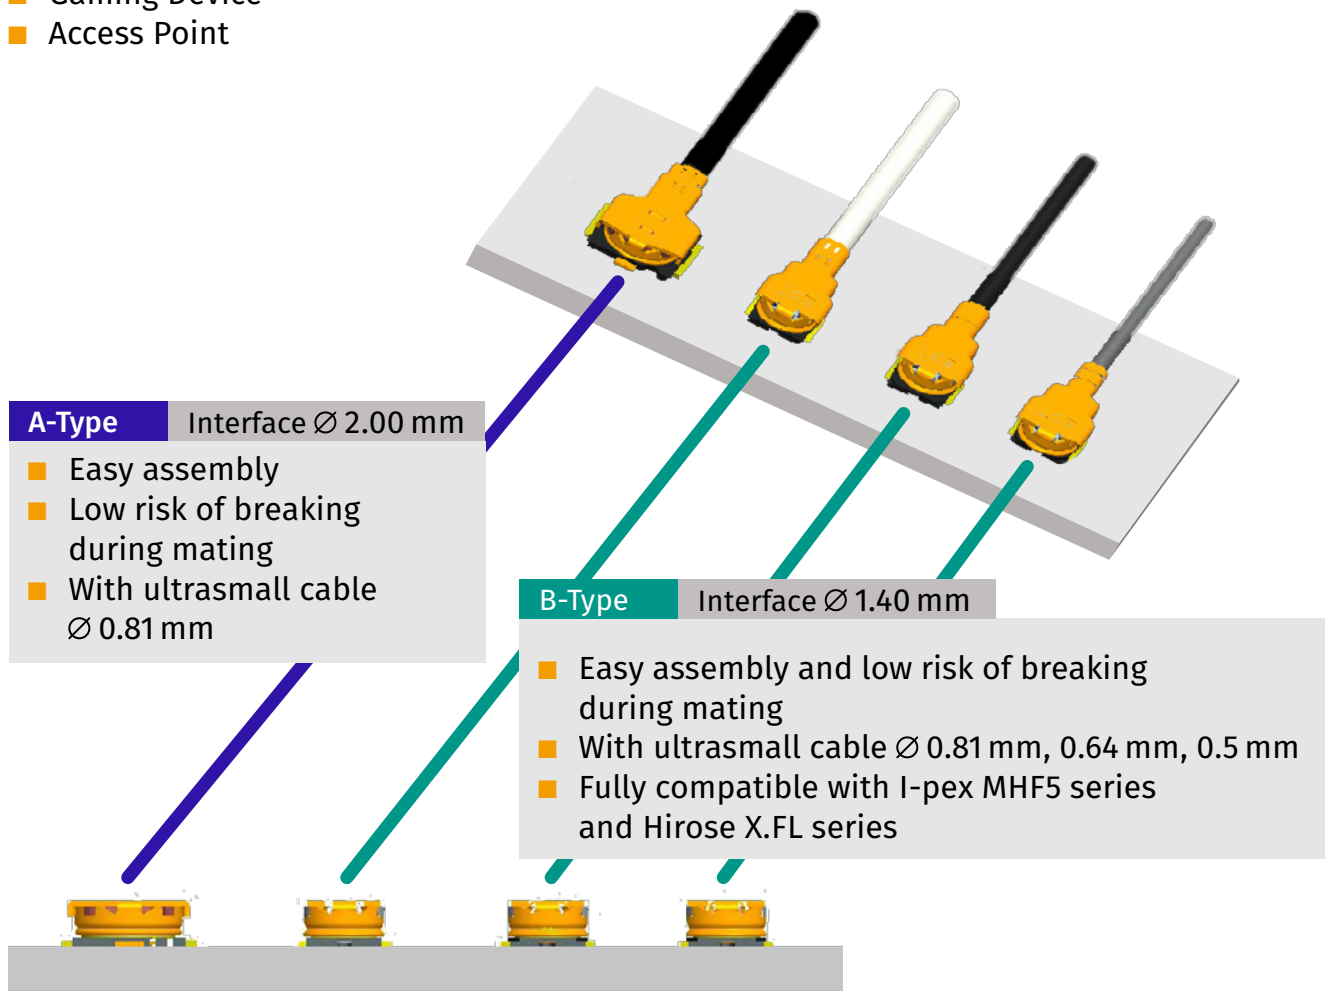 Gaming Device
Access Point
A-Type
Interface ∅ 2.00 mm
Easy assembly
Low risk of breaking
during mating
With ultrasmall cable
∅ 0.81 mm
B-Type
Interface ∅ 1.40 mm
Easy assembly and low risk of breaking
during mating
With ultrasmall cable ∅ 0.81 mm, 0.64 mm, 0.5 mm
Fully compatible with I-pex MHF5 series
and Hirose X.FL series